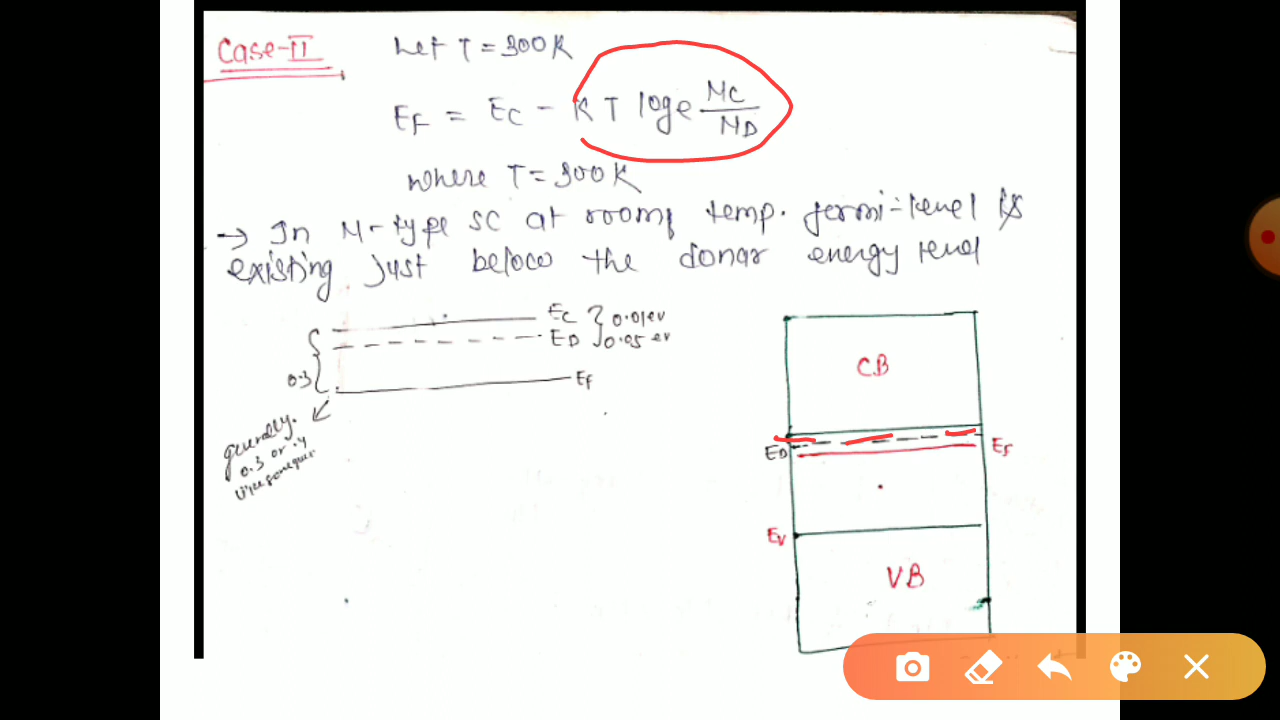 Case-II
Let T = 300K
EF = EC - KT loge NC/ND
where T = 300K
→ In N-type SC at room temp. fermi-level is
existing just below the donar energy level
EC } 0.01ev
ED } 0.05 ev
0.3
EF
generally.
0.3 or .4
CB
ED
EF
EV
VB